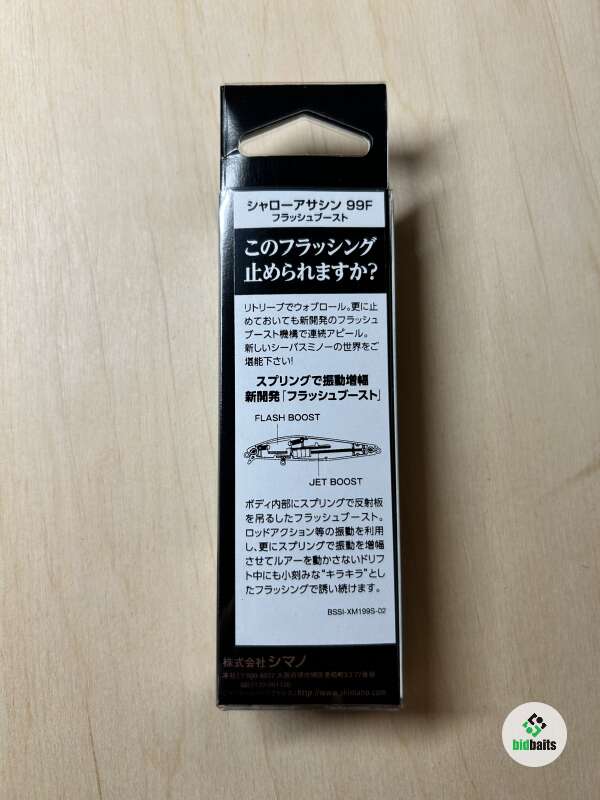 シャローアサシン 99F
フラッシュブースト
このフラッシング
止められますか?
リトリーブでウォブロール。更に止
めておいても新開発のフラッシュ
ブースト機構で連続アピール。
新しいシーバスミノーの世界をご
堪能下さい!
スプリングで振動増幅
新開発「フラッシュブースト」
FLASH BOOST
JET BOOST
ボディ内部にスプリングで反射板
を吊るしたフラッシュブースト。
ロッドアクション等の振動を利用
し、更にスプリングで振動を増幅
させてルアーを動かさないドリフ
ト中にも小刻みな“キラキラ”とし
たフラッシングで誘い続けます。
BSSI-XM199S-02
株式会社シマノ
http://www.shimano.com
bidbaits